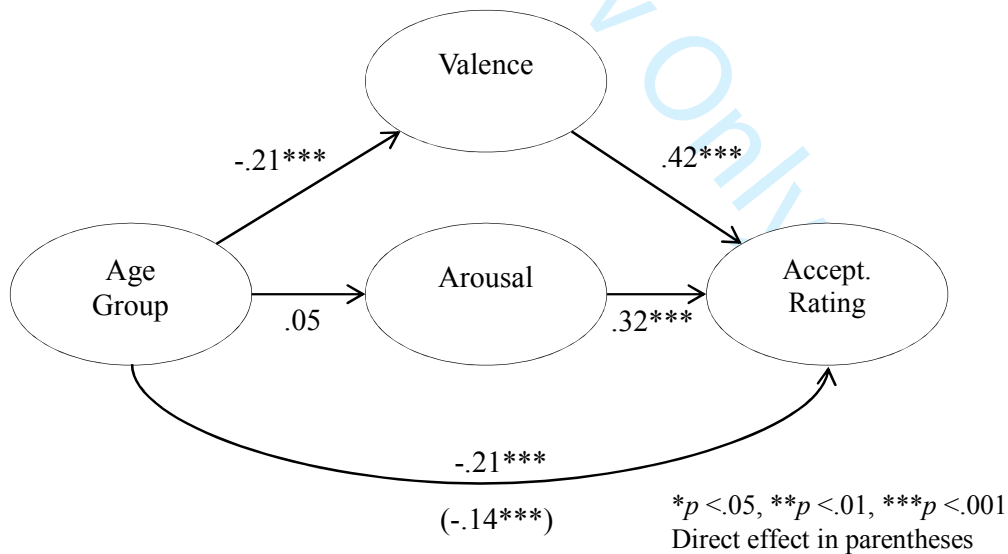 w Only
Valence
-.21***
.42***
Age
Group
Arousal
Accept.
Rating
.05
.32***
-.21***
(-.14***)
*p <.05, **p <.01, ***p <.001
Direct effect in parentheses